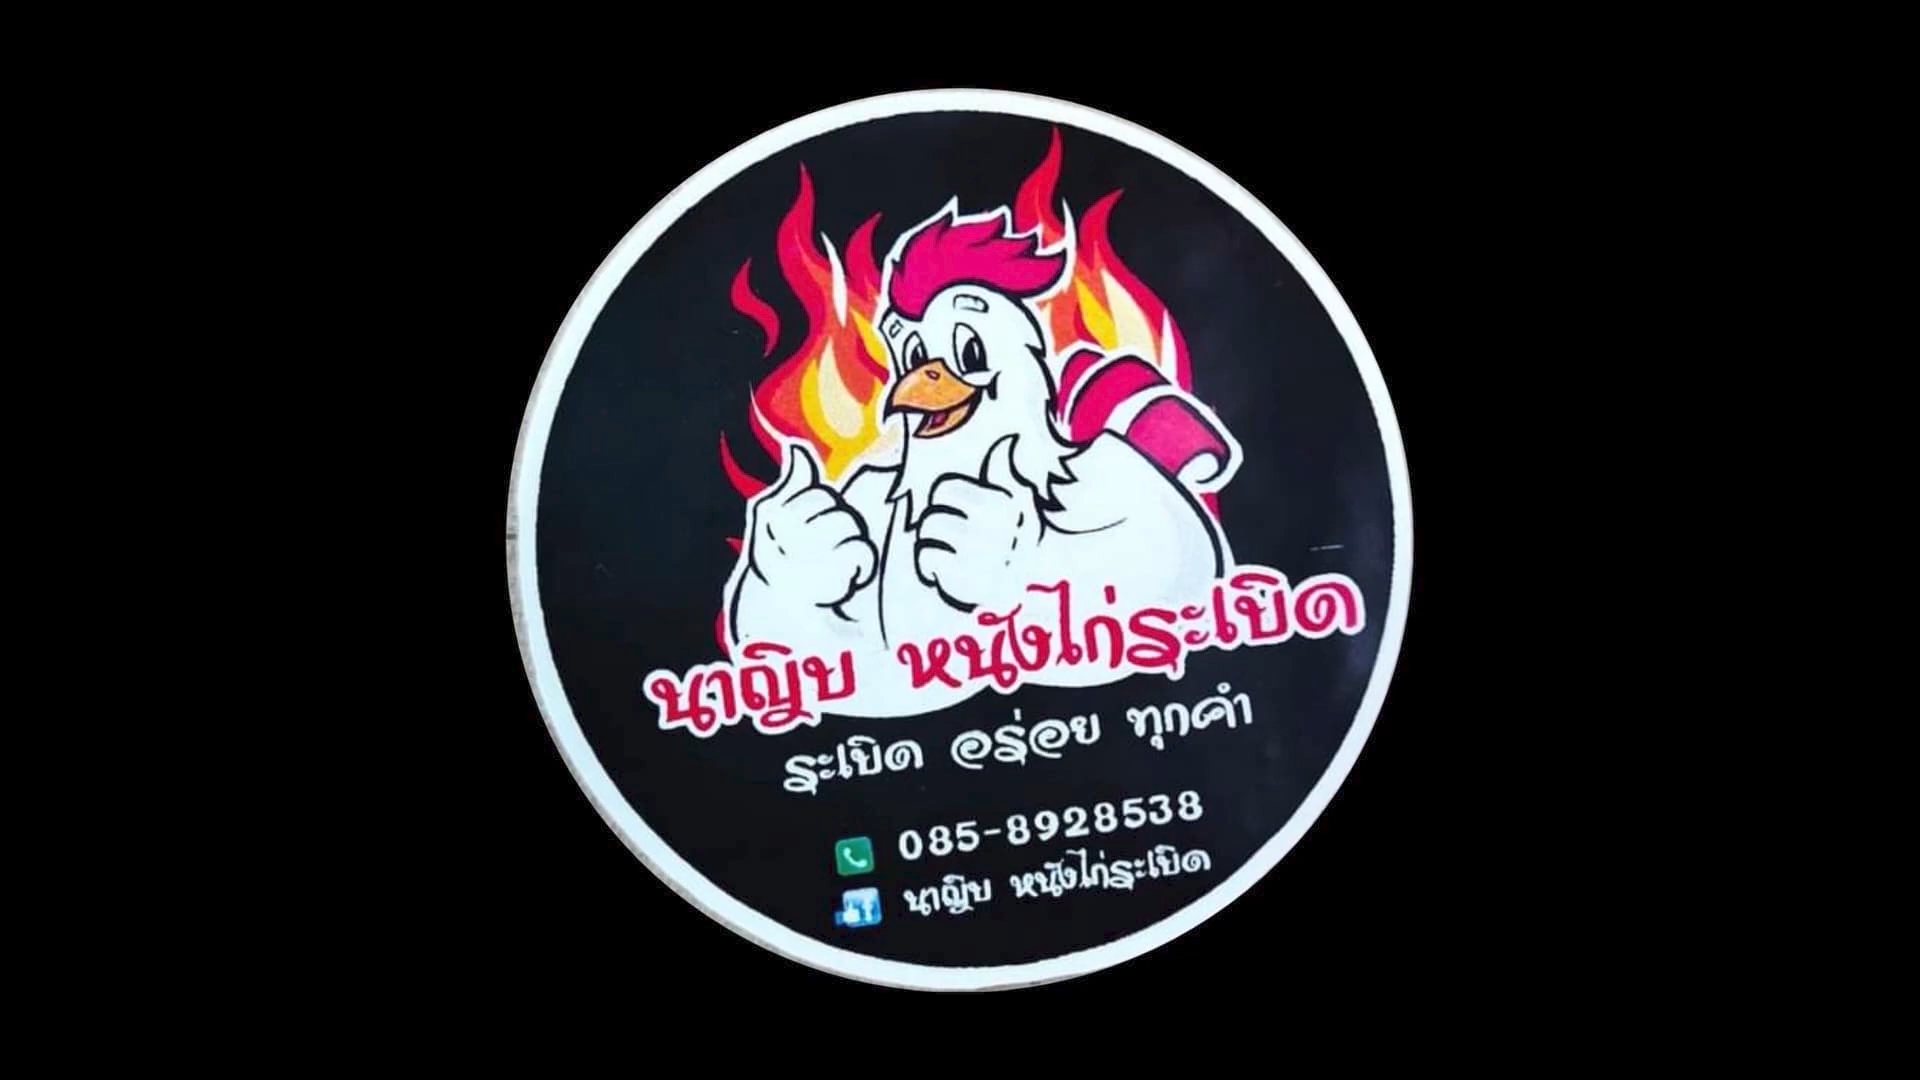 นาญิบ หนังไก่ระเบิด
ระเบิด อร่อย ทุกคำ
085-8928538
นาญิบ หนังไก่ระเบิด